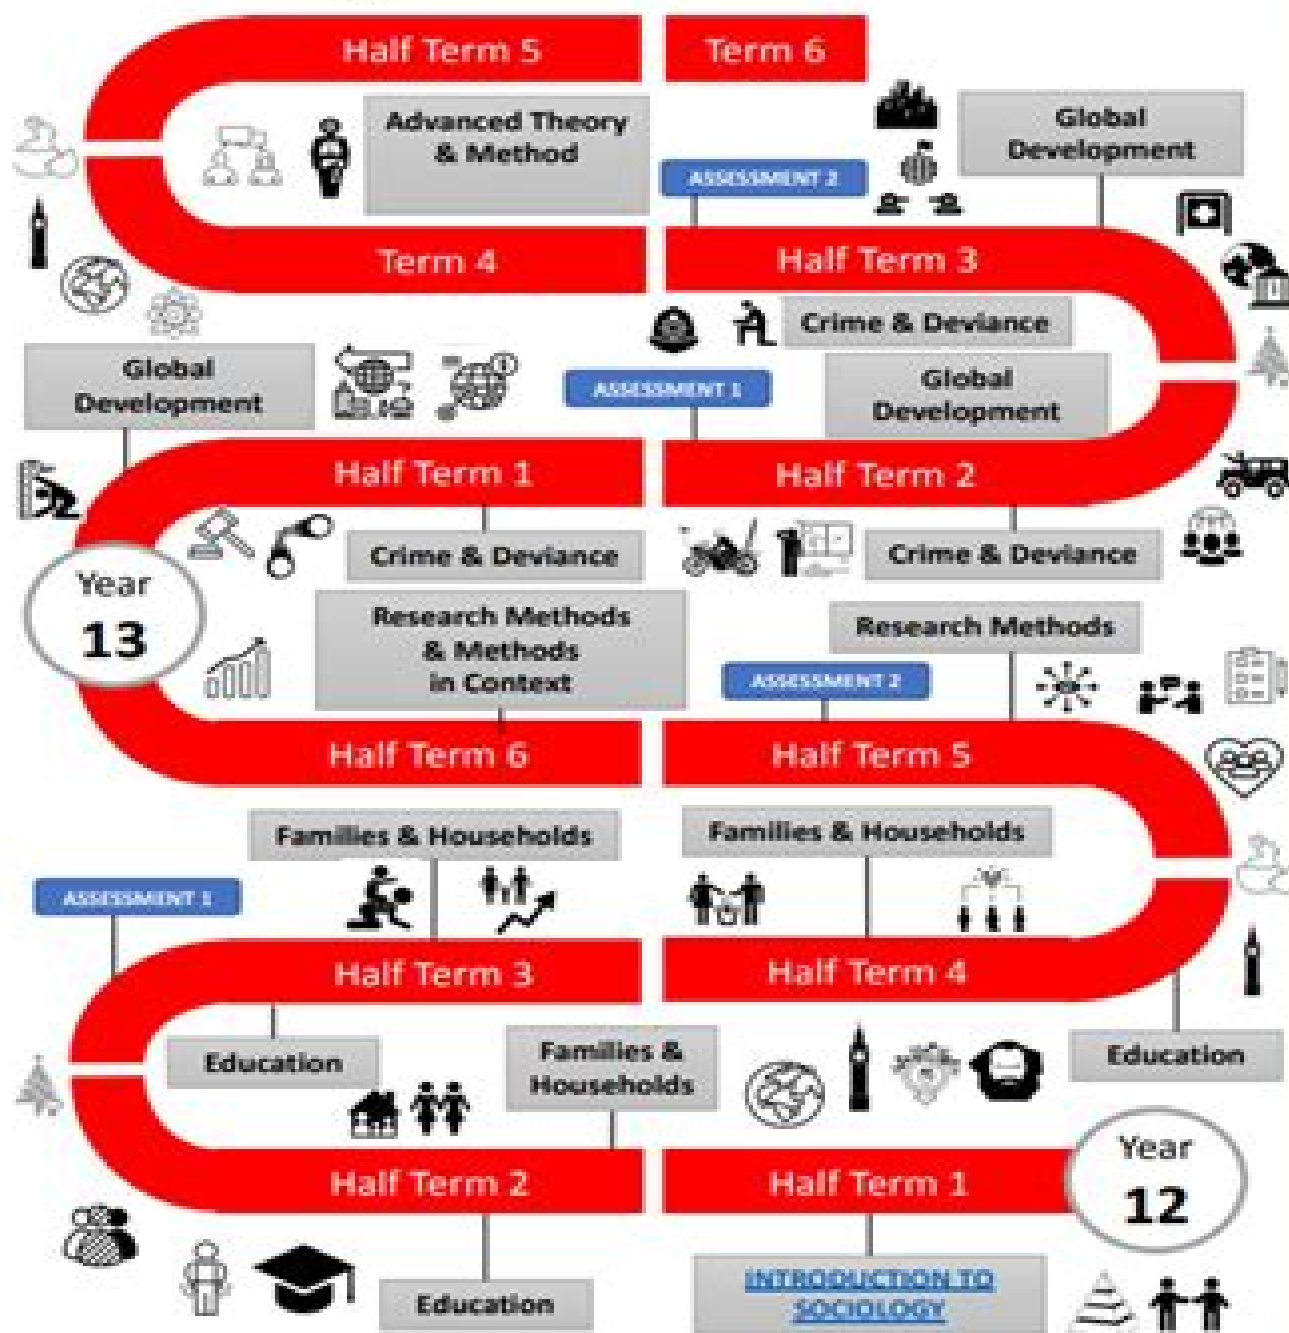 Half Term 5
Term 6
Advanced Theory
& Method
Global
Development
ASSESSMENT 2
Term 4
Half Term 3
Crime & Deviance
Global
Development
ASSESSMENT 1
Global
Development
Half Term 1
Half Term 2
Crime & Deviance
Crime & Deviance
Year
13
Research Methods
& Methods
in Context
Research Methods
ASSESSMENT 2
Half Term 6
Half Term 5
Families & Households
Families & Households
ASSESSMENT 1
Half Term 3
Half Term 4
Education
Families &
Households
Education
Year
12
Half Term 2
Half Term 1
Education
INTRODUCTION TO
SOCIOLOGY